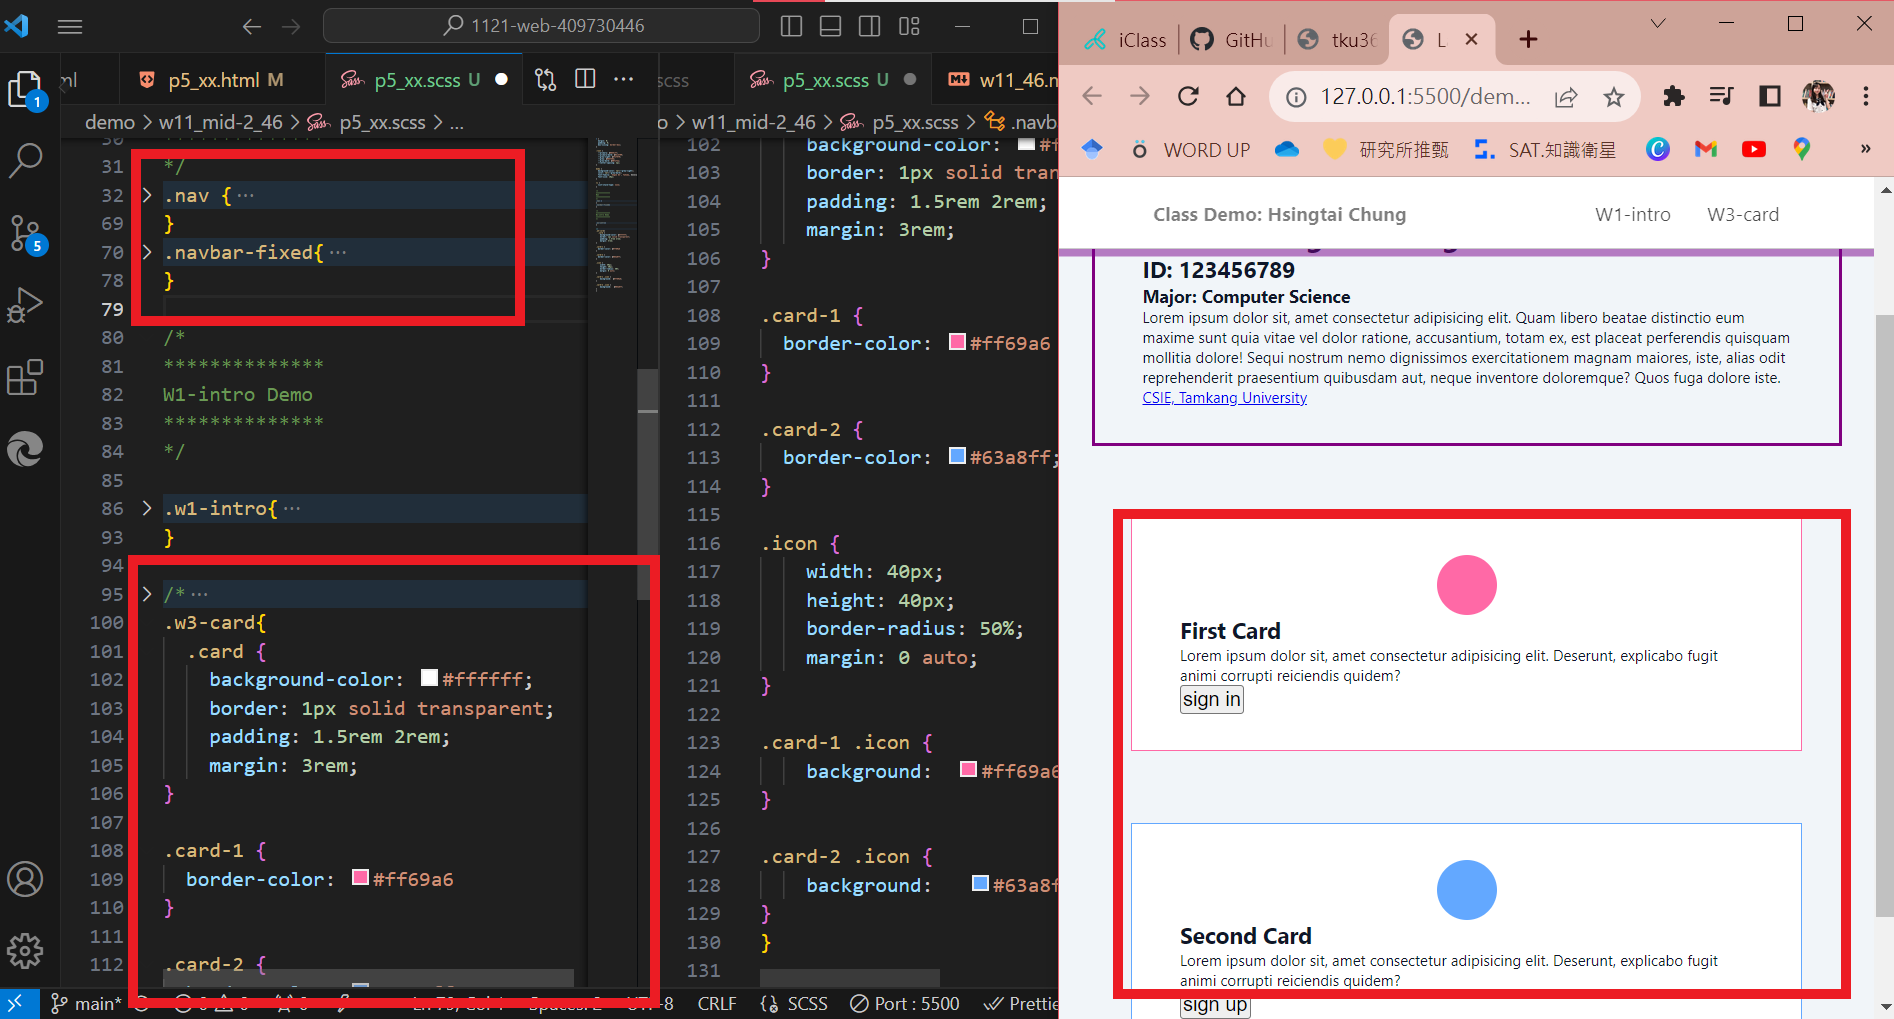 1121-web-409730446
ml
p5_xx.html M
p5_xx.scss U
scss
p5_xx.scss U
w11_46.m
demo > w11_mid-2_46 > p5_xx.scss > ...
o > w11_mid-2_46 > p5_xx.scss > .navb
1
5
30
31 */
32 .nav { ...
69 }
70 .navbar-fixed{ ...
78 }
79
80 /*
81 **************
82 W1-intro Demo
83 **************
84 */
85
86 .w1-intro{ ...
93 }
94
95 /* ...
100 .w3-card{
101 .card {
102 background-color: #ffffff;
103 border: 1px solid transparent;
104 padding: 1.5rem 2rem;
105 margin: 3rem;
106 }
107
108 .card-1 {
109 border-color: #ff69a6
110 }
111
112 .card-2 {
102 background-color: #f
103 border: 1px solid tran
104 padding: 1.5rem 2rem;
105 margin: 3rem;
106 }
107
108 .card-1 {
109 border-color: #ff69a6
110 }
111
112 .card-2 {
113 border-color: #63a8ff;
114 }
115
116 .icon {
117 width: 40px;
118 height: 40px;
119 border-radius: 50%;
120 margin: 0 auto;
121 }
122
123 .card-1 .icon {
124 background: #ff69a6
125 }
126
127 .card-2 .icon {
128 background: #63a8f
129 }
130 }
131
main* CRLF SCSS Port : 5500 Prettie
iClass
GitHu
tku36
L
127.0.0.1:5500/dem...
WORD UP
研究所推甄
SAT.知識衛星
»
Class Demo: Hsingtai Chung
W1-intro
W3-card
ID: 123456789
Major: Computer Science
Lorem ipsum dolor sit, amet consectetur adipisicing elit. Quam libero beatae distinctio eum
maxime sunt quia vitae vel dolor ratione, accusantium, totam ex, est placeat perferendis quisquam
mollitia dolore! Sequi nostrum nemo dignissimos exercitationem magnam maiores, iste, alias odit
reprehenderit praesentium quibusdam aut, neque inventore doloremque? Quos fuga dolore iste.
CSIE, Tamkang University
First Card
Lorem ipsum dolor sit, amet consectetur adipisicing elit. Deserunt, explicabo fugit
animi corrupti reiciendis quidem?
sign in
Second Card
Lorem ipsum dolor sit, amet consectetur adipisicing elit. Deserunt, explicabo fugit
animi corrupti reiciendis quidem?
sign up